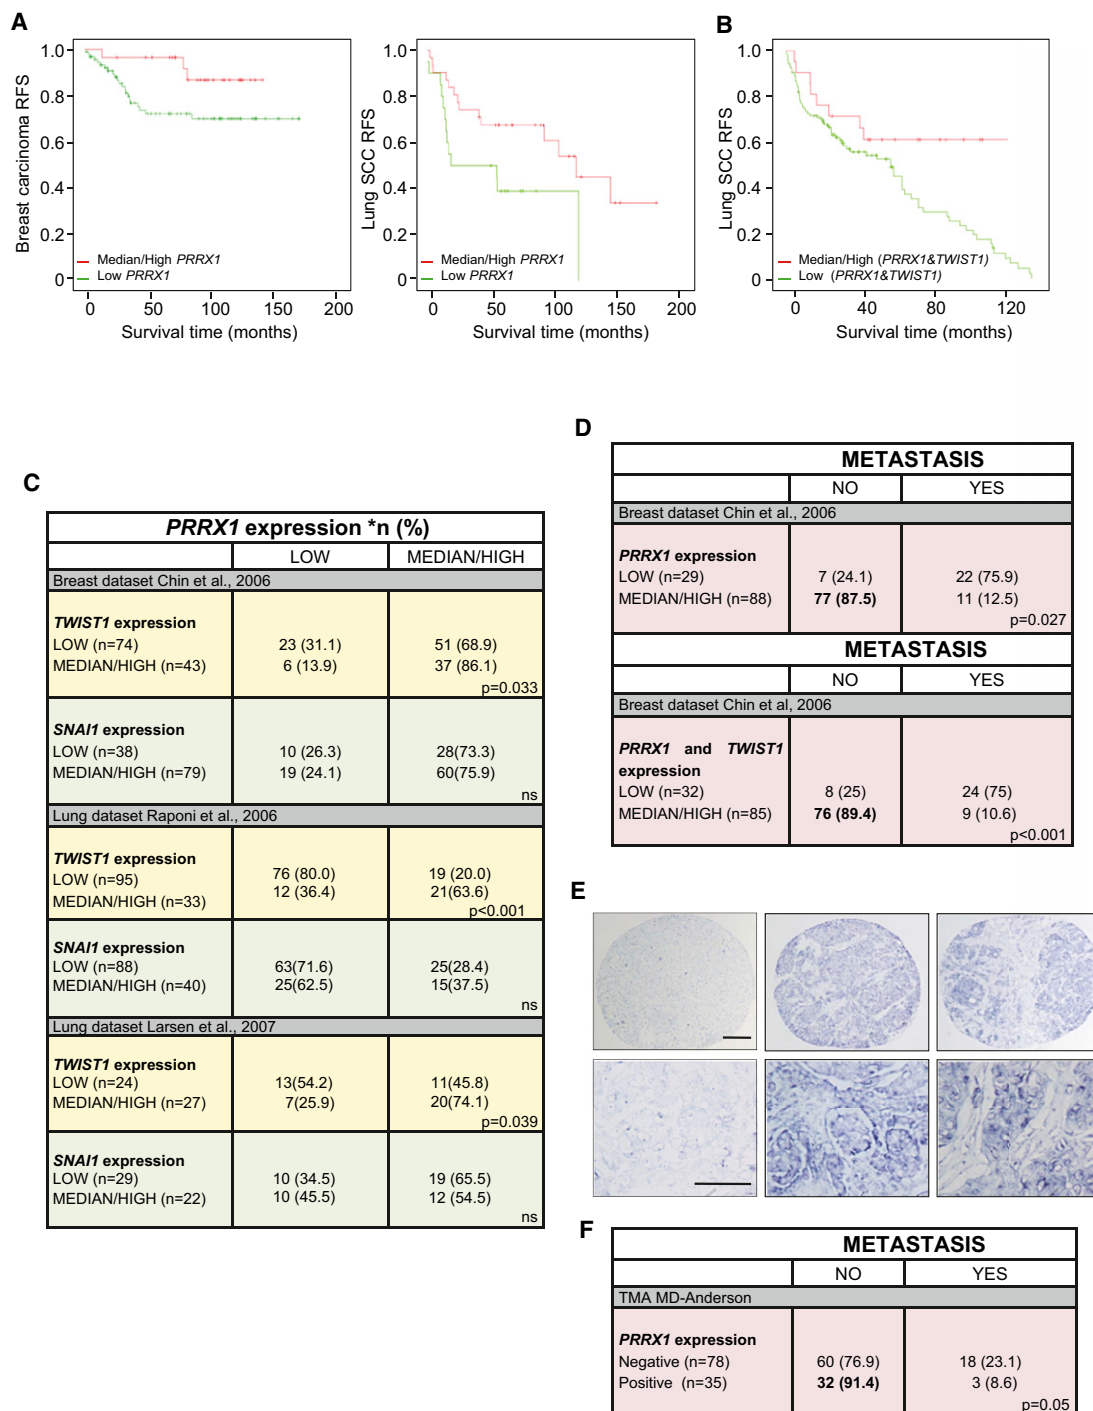 A
1.0
0.8
0.6
0.4
0.2
0
Breast carcinoma RFS
Median/High PRRX1
Low PRRX1
0 50 100 150 200
Survival time (months)
1.0
0.8
0.6
0.4
0.2
0
Lung SCC RFS
Median/High PRRX1
Low PRRX1
0 50 100 150 200
Survival time (months)
B
1.0
0.8
0.6
0.4
0.2
0
Lung SCC RFS
Median/High (PRRX1&TWIST1)
Low (PRRX1&TWIST1)
0 40 80 120
Survival time (months)
C
PRRX1 expression *n (%)
LOW MEDIAN/HIGH
Breast dataset Chin et al., 2006
TWIST1 expression
LOW (n=74) 23 (31.1) 51 (68.9)
MEDIAN/HIGH (n=43) 6 (13.9) 37 (86.1)
p=0.033
SNAI1 expression
LOW (n=38) 10 (26.3) 28(73.3)
MEDIAN/HIGH (n=79) 19 (24.1) 60(75.9)
ns
Lung dataset Raponi et al., 2006
TWIST1 expression
LOW (n=95) 76 (80.0) 19 (20.0)
MEDIAN/HIGH (n=33) 12 (36.4) 21(63.6)
p<0.001
SNAI1 expression
LOW (n=88) 63(71.6) 25(28.4)
MEDIAN/HIGH (n=40) 25(62.5) 15(37.5)
ns
Lung dataset Larsen et al., 2007
TWIST1 expression
LOW (n=24) 13(54.2) 11(45.8)
MEDIAN/HIGH (n=27) 7(25.9) 20(74.1)
p=0.039
SNAI1 expression
LOW (n=29) 10 (34.5) 19 (65.5)
MEDIAN/HIGH (n=22) 10 (45.5) 12 (54.5)
ns
D
METASTASIS
NO YES
Breast dataset Chin et al., 2006
PRRX1 expression
LOW (n=29) 7 (24.1) 22 (75.9)
MEDIAN/HIGH (n=88) 77 (87.5) 11 (12.5)
p=0.027
METASTASIS
NO YES
Breast dataset Chin et al, 2006
PRRX1 and TWIST1
expression
LOW (n=32) 8 (25) 24 (75)
MEDIAN/HIGH (n=85) 76 (89.4) 9 (10.6)
p<0.001
E
F
METASTASIS
NO YES
TMA MD-Anderson
PRRX1 expression
Negative (n=78) 60 (76.9) 18 (23.1)
Positive (n=35) 32 (91.4) 3 (8.6)
p=0.05